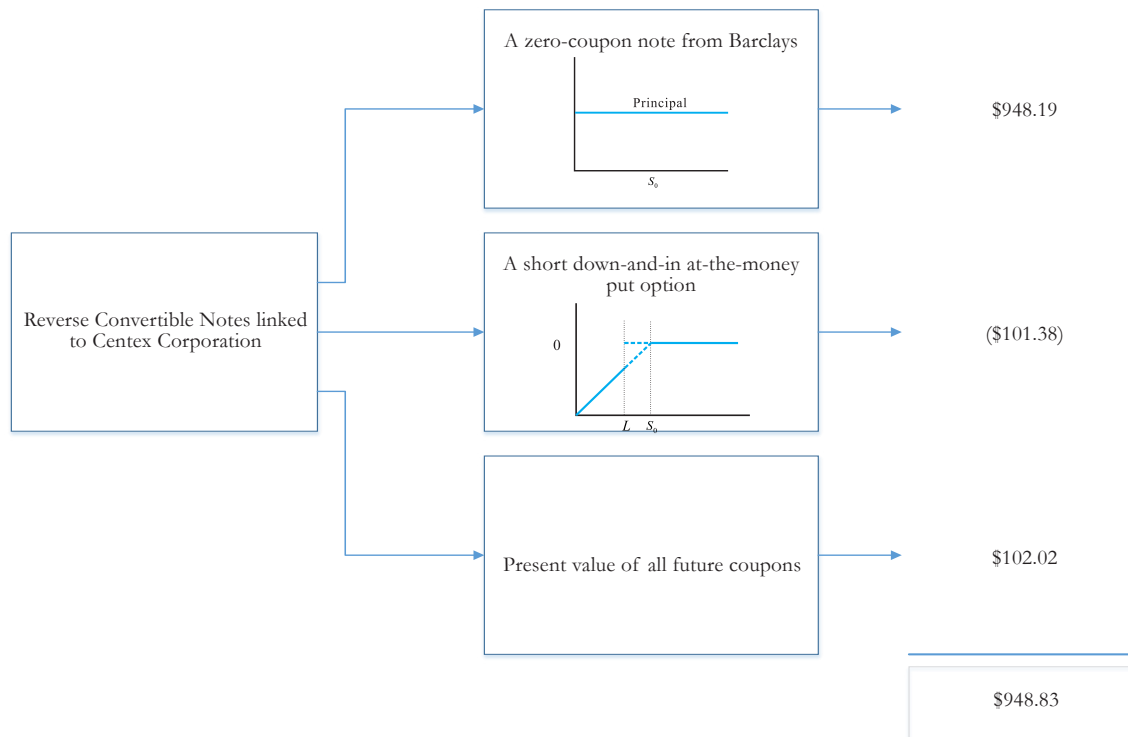 A zero-coupon note from Barclays
Principal
S₀
$948.19
Reverse Convertible Notes linked
to Centex Corporation
A short down-and-in at-the-money
put option
0
L S₀
($101.38)
Present value of all future coupons
$102.02
$948.83